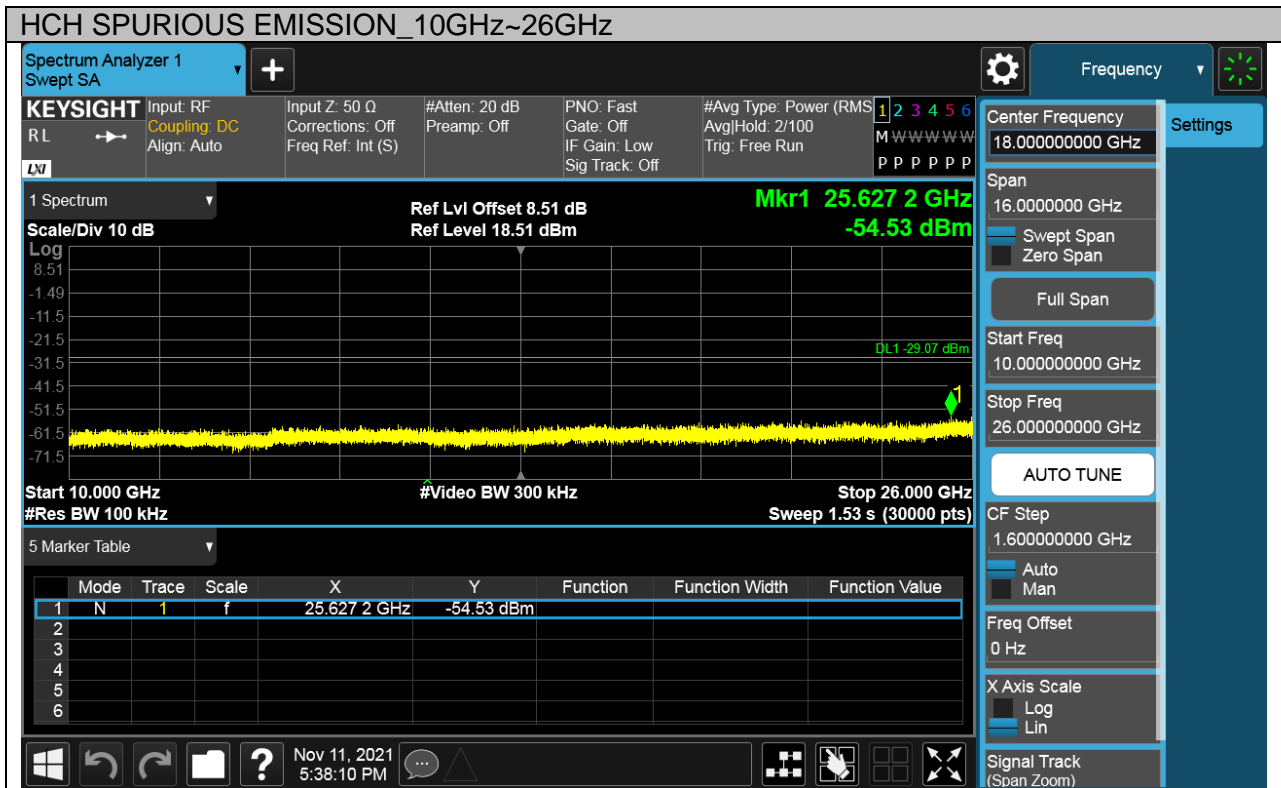 HCH SPURIOUS EMISSION_10GHz~26GHz
Spectrum Analyzer 1
Swept SA
+
Frequency
KEYSIGHT
RL
LXI
Input: RF
Coupling: DC
Align: Auto
Input Z: 50 Ω
Corrections: Off
Freq Ref: Int (S)
#Atten: 20 dB
Preamp: Off
PNO: Fast
Gate: Off
IF Gain: Low
Sig Track: Off
#Avg Type: Power (RMS
Avg|Hold: 2/100
Trig: Free Run
1 2 3 4 5 6
M W W W W W
P P P P P P
1 Spectrum
Scale/Div 10 dB
Ref Lvl Offset 8.51 dB
Ref Level 18.51 dBm
Mkr1 25.627 2 GHz
-54.53 dBm
Log
8.51
-1.49
-11.5
-21.5
DL1 -29.07 dBm
-31.5
-41.5
1
-51.5
-61.5
-71.5
Start 10.000 GHz
#Video BW 300 kHz
Stop 26.000 GHz
#Res BW 100 kHz
Sweep 1.53 s (30000 pts)
5 Marker Table
Mode Trace Scale X Y Function Function Width Function Value
1 N 1 f 25.627 2 GHz -54.53 dBm
2
3
4
5
6
?
Nov 11, 2021
5:38:10 PM
Center Frequency
18.000000000 GHz
Settings
Span
16.0000000 GHz
Swept Span
Zero Span
Full Span
Start Freq
10.000000000 GHz
Stop Freq
26.000000000 GHz
AUTO TUNE
CF Step
1.600000000 GHz
Auto
Man
Freq Offset
0 Hz
X Axis Scale
Log
Lin
Signal Track
(Span Zoom)